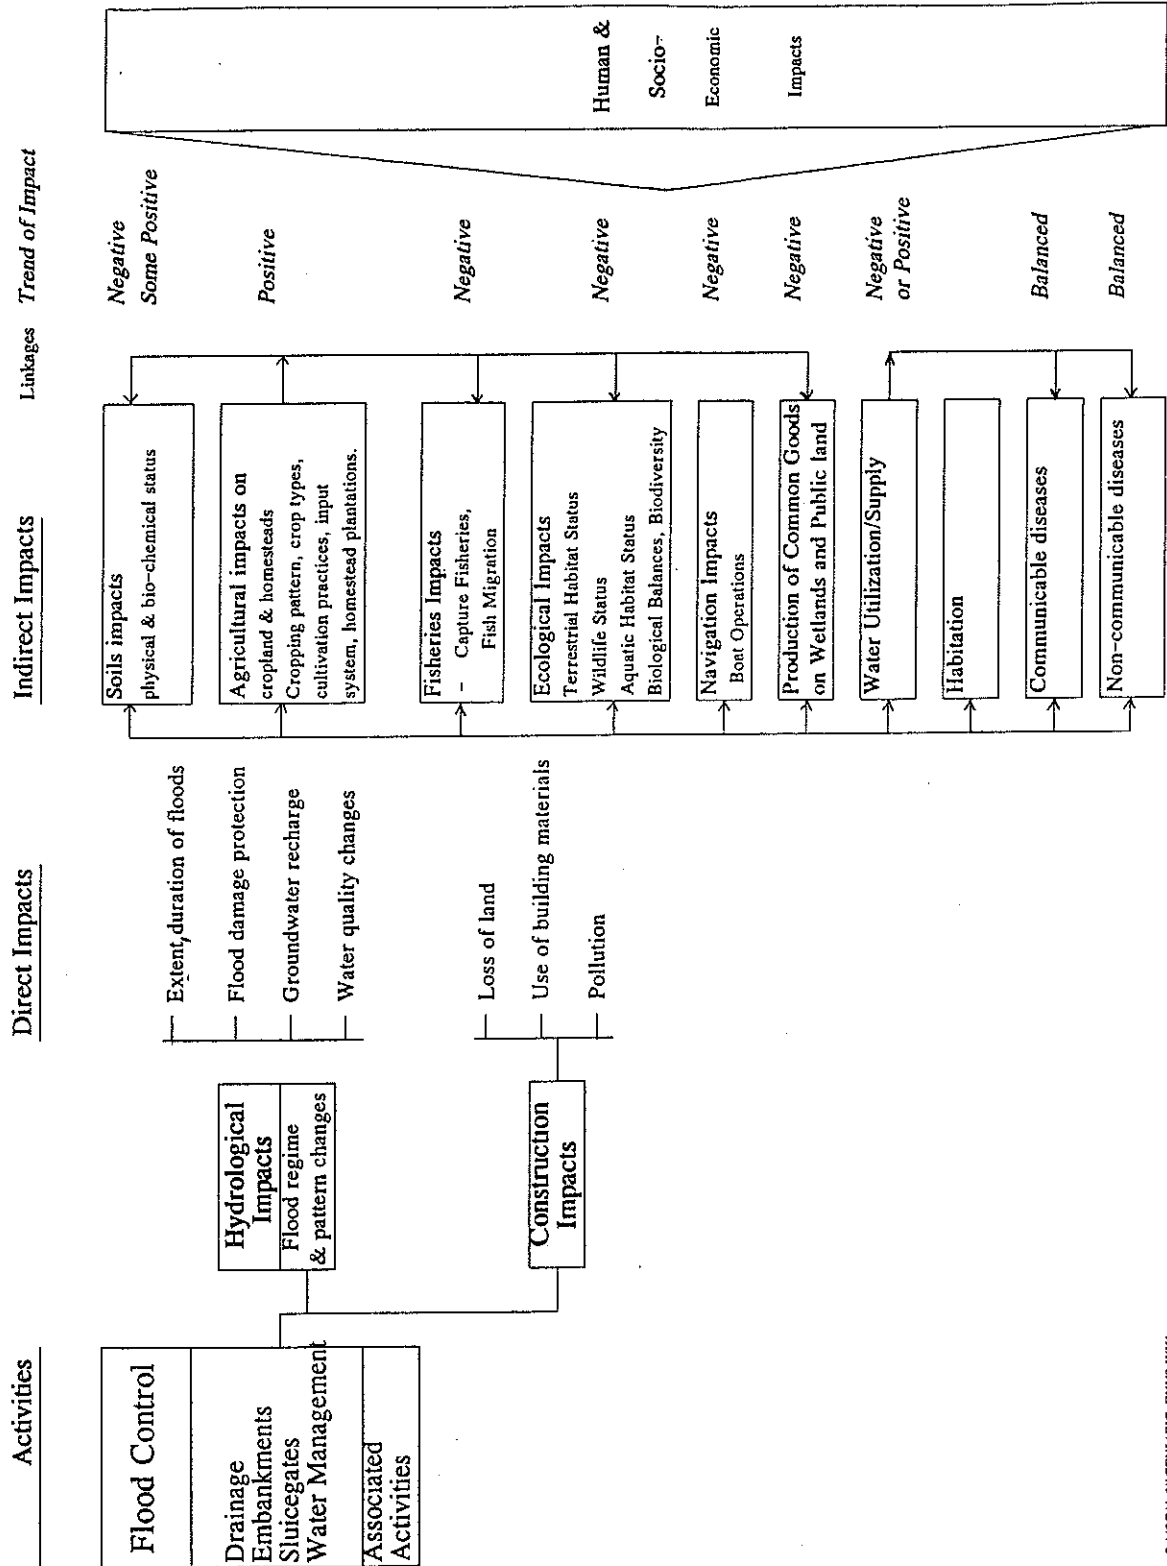 Activities
Flood Control
Drainage
Embankments
Sluicegates
Water Management
Associated
Activities
Direct Impacts
Hydrological
Impacts
Flood regime
& pattern changes
Extent,duration of floods
Flood damage protection
Groundwater recharge
Water quality changes
Construction
Impacts
Loss of land
Use of building materials
Pollution
Indirect Impacts
Soils impacts
physical & bio-chemical status
Agricultural impacts on
cropland & homesteads
Cropping pattern, crop types,
cultivation practices, input
system, homestead plantations.
Fisheries Impacts
- Capture Fisheries,
Fish Migration
Ecological Impacts
Terrestrial Habitat Status
Wildlife Status
Aquatic Habitat Status
Biological Balances, Biodiversity
Navigation Impacts
Boat Operations
Production of Common Goods
on Wetlands and Public land
Water Utilization/Supply
Habitation
Communicable diseases
Non-communicable diseases
Linkages
Trend of Impact
Negative
Some Positive
Positive
Negative
Negative
Negative
Negative
Negative
or Positive
Balanced
Balanced
Human &
Socio-
Economic
Impacts